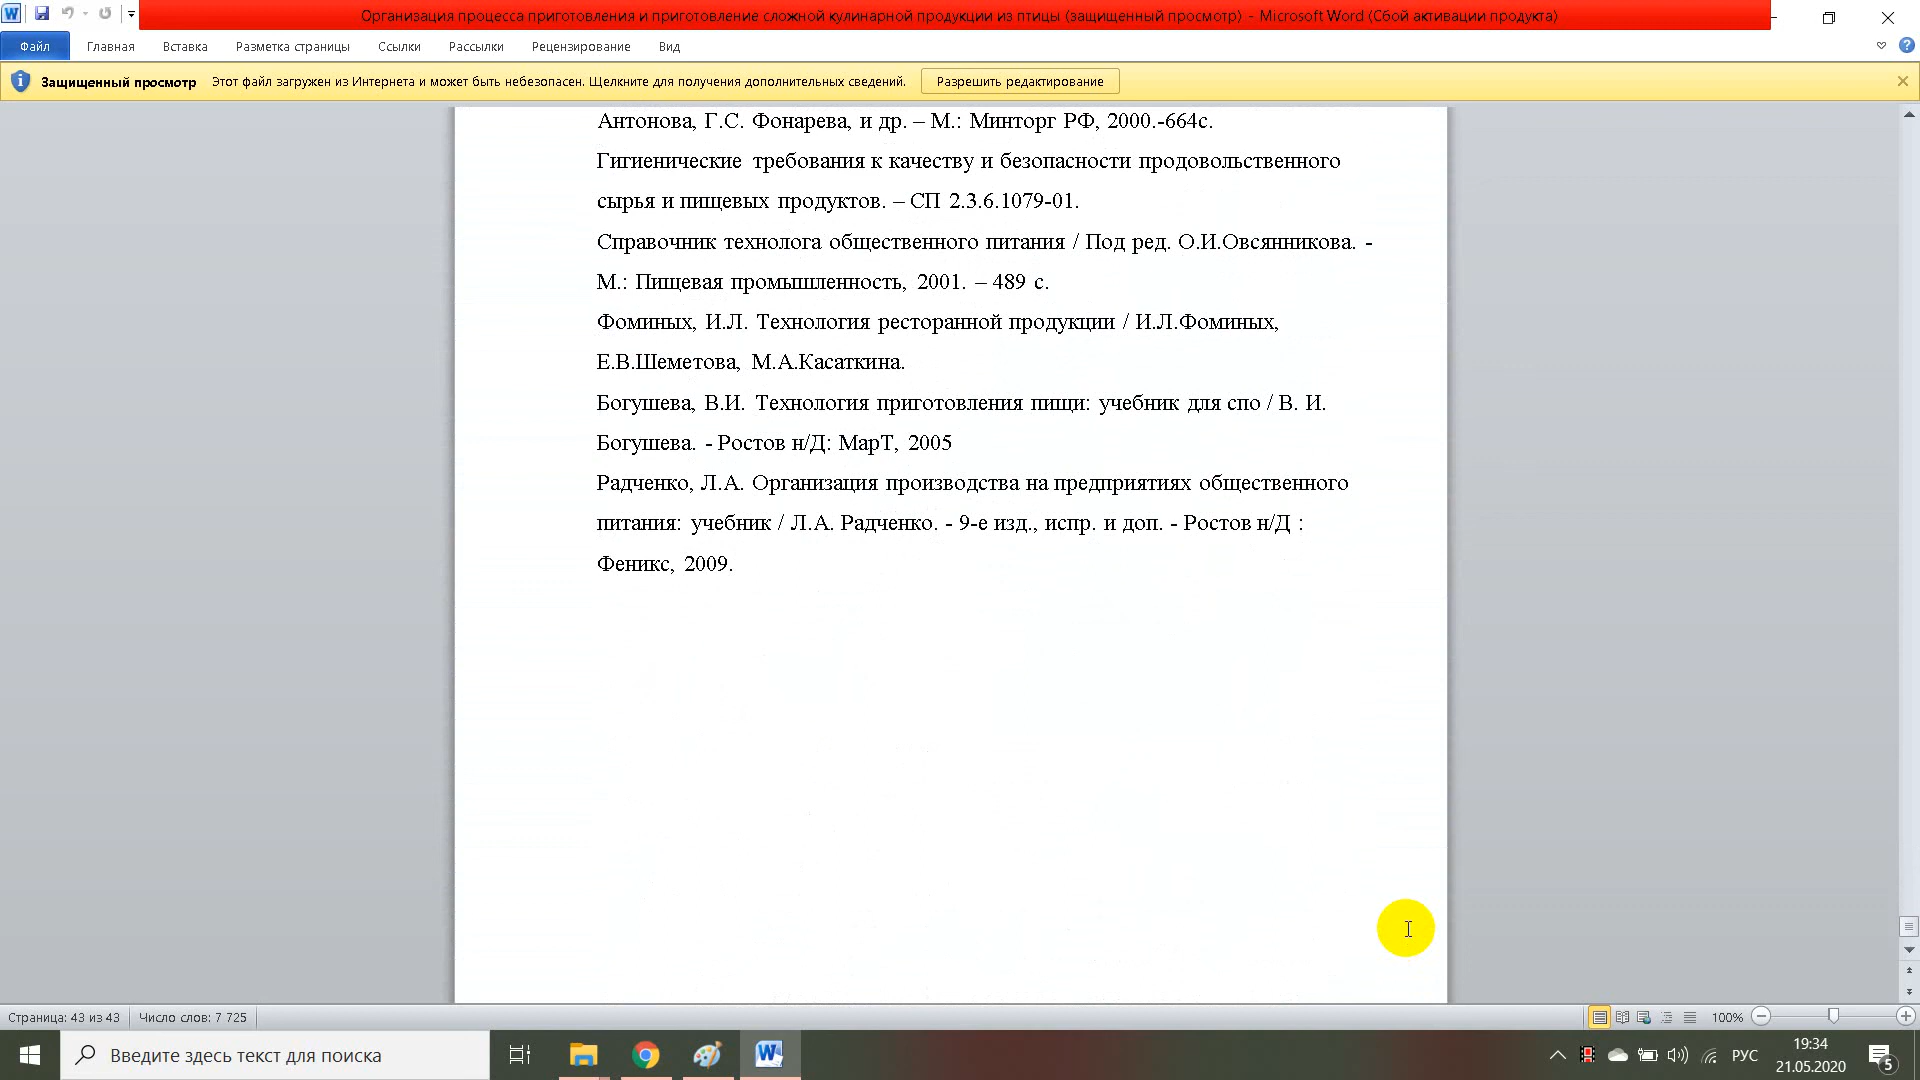 Организация процесса приготовления и приготовление сложной кулинарной продукции из птицы (защищенный просмотр) - Microsoft Word (Сбой активации продукта)
Файл Главная Вставка Разметка страницы Ссылки Рассылки Рецензирование Вид
Защищенный просмотр Этот файл загружен из Интернета и может быть небезопасен. Щелкните для получения дополнительных сведений. Разрешить редактирование
Антонова, Г.С. Фонарева, и др. – М.: Минторг РФ, 2000.-664с.
Гигиенические требования к качеству и безопасности продовольственного
сырья и пищевых продуктов. – СП 2.3.6.1079-01.
Справочник технолога общественного питания / Под ред. О.И.Овсянникова. -
М.: Пищевая промышленность, 2001. – 489 с.
Фоминых, И.Л. Технология ресторанной продукции / И.Л.Фоминых,
Е.В.Шеметова, М.А.Касаткина.
Богушева, В.И. Технология приготовления пищи: учебник для спо / В. И.
Богушева. - Ростов н/Д: МарТ, 2005
Радченко, Л.А. Организация производства на предприятиях общественного
питания: учебник / Л.А. Радченко. - 9-е изд., испр. и доп. - Ростов н/Д :
Феникс, 2009.
Страница: 43 из 43 Число слов: 7 725 100%
Введите здесь текст для поиска РУС 19:34
21.05.2020 5